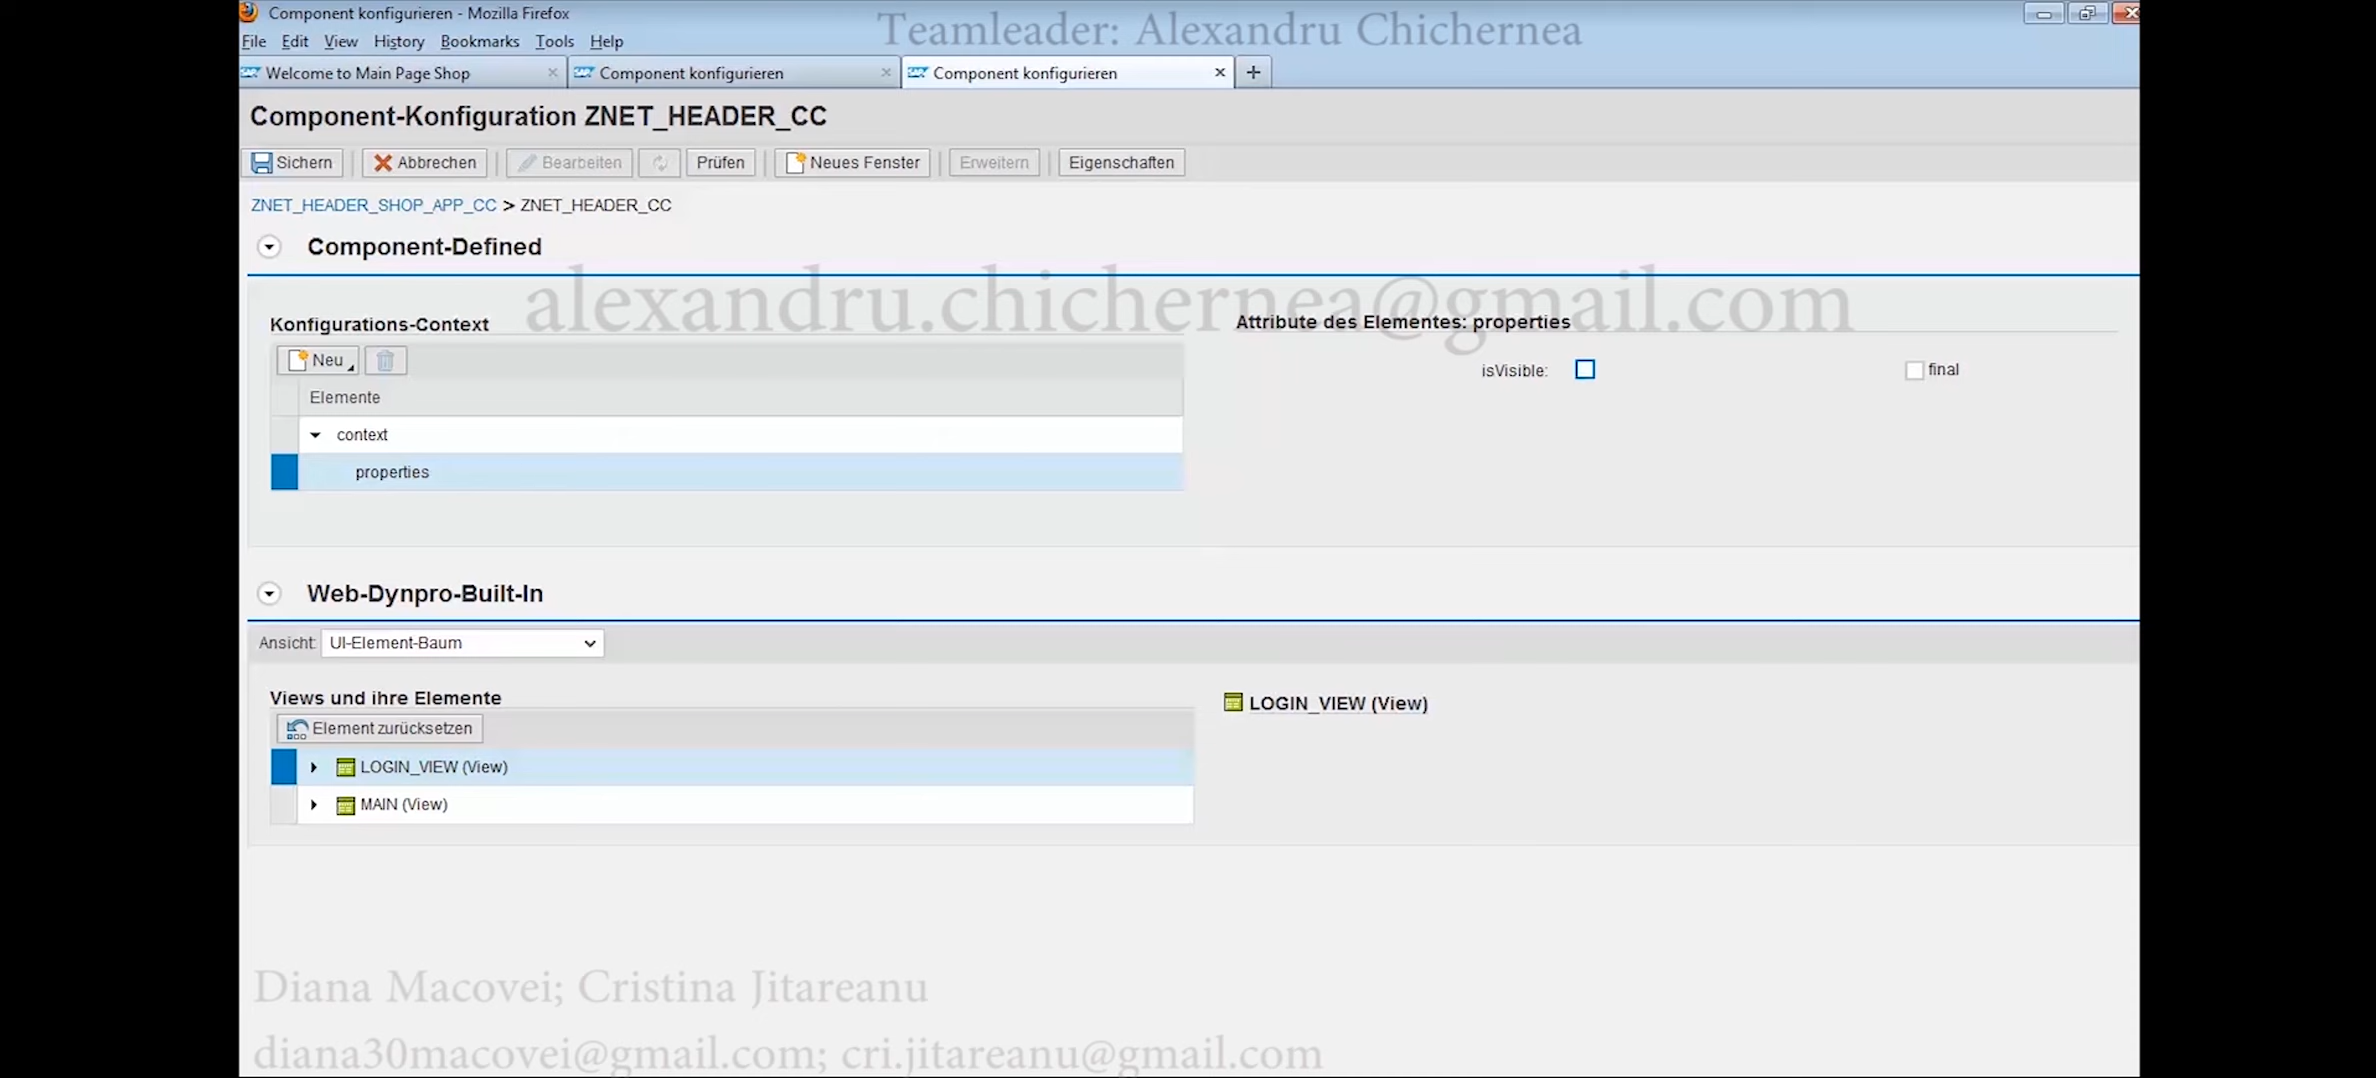 Component konfigurieren - Mozilla Firefox
Teamleader: Alexandru Chichernea
File Edit View History Bookmarks Tools Help
Welcome to Main Page Shop Component konfigurieren Component konfigurieren
Component-Konfiguration ZNET_HEADER_CC
Sichern Abbrechen Bearbeiten Prüfen Neues Fenster Erweitern Eigenschaften
ZNET_HEADER_SHOP_APP_CC > ZNET_HEADER_CC
Component-Defined
alexandru.chichernea@gmail.com
Konfigurations-Context
Attribute des Elementes: properties
Neu
isVisible: final
Elemente
context
properties
Web-Dynpro-Built-In
Ansicht: UI-Element-Baum
Views und ihre Elemente
LOGIN_VIEW (View)
Element zurücksetzen
LOGIN_VIEW (View)
MAIN (View)
Diana Macovei; Cristina Jitareanu
diana30macovei@gmail.com; cri.jitareanu@gmail.com